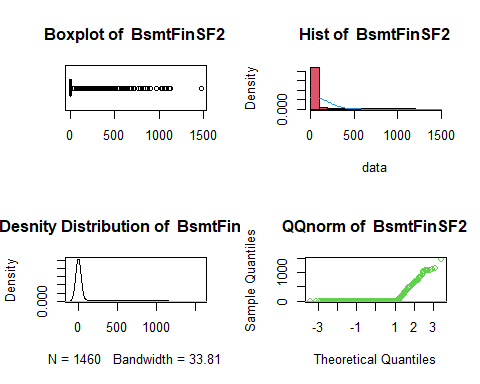 Boxplot of BsmtFinSF2
0 500 1000 1500
Hist of BsmtFinSF2
Density
0.000
0 500 1000 1500
data
Desnity Distribution of BsmtFin
Density
0.000
0 500 1000
N = 1460 Bandwidth = 33.81
QQnorm of BsmtFinSF2
Sample Quantiles
0 1000
-3 -1 1 2 3
Theoretical Quantiles